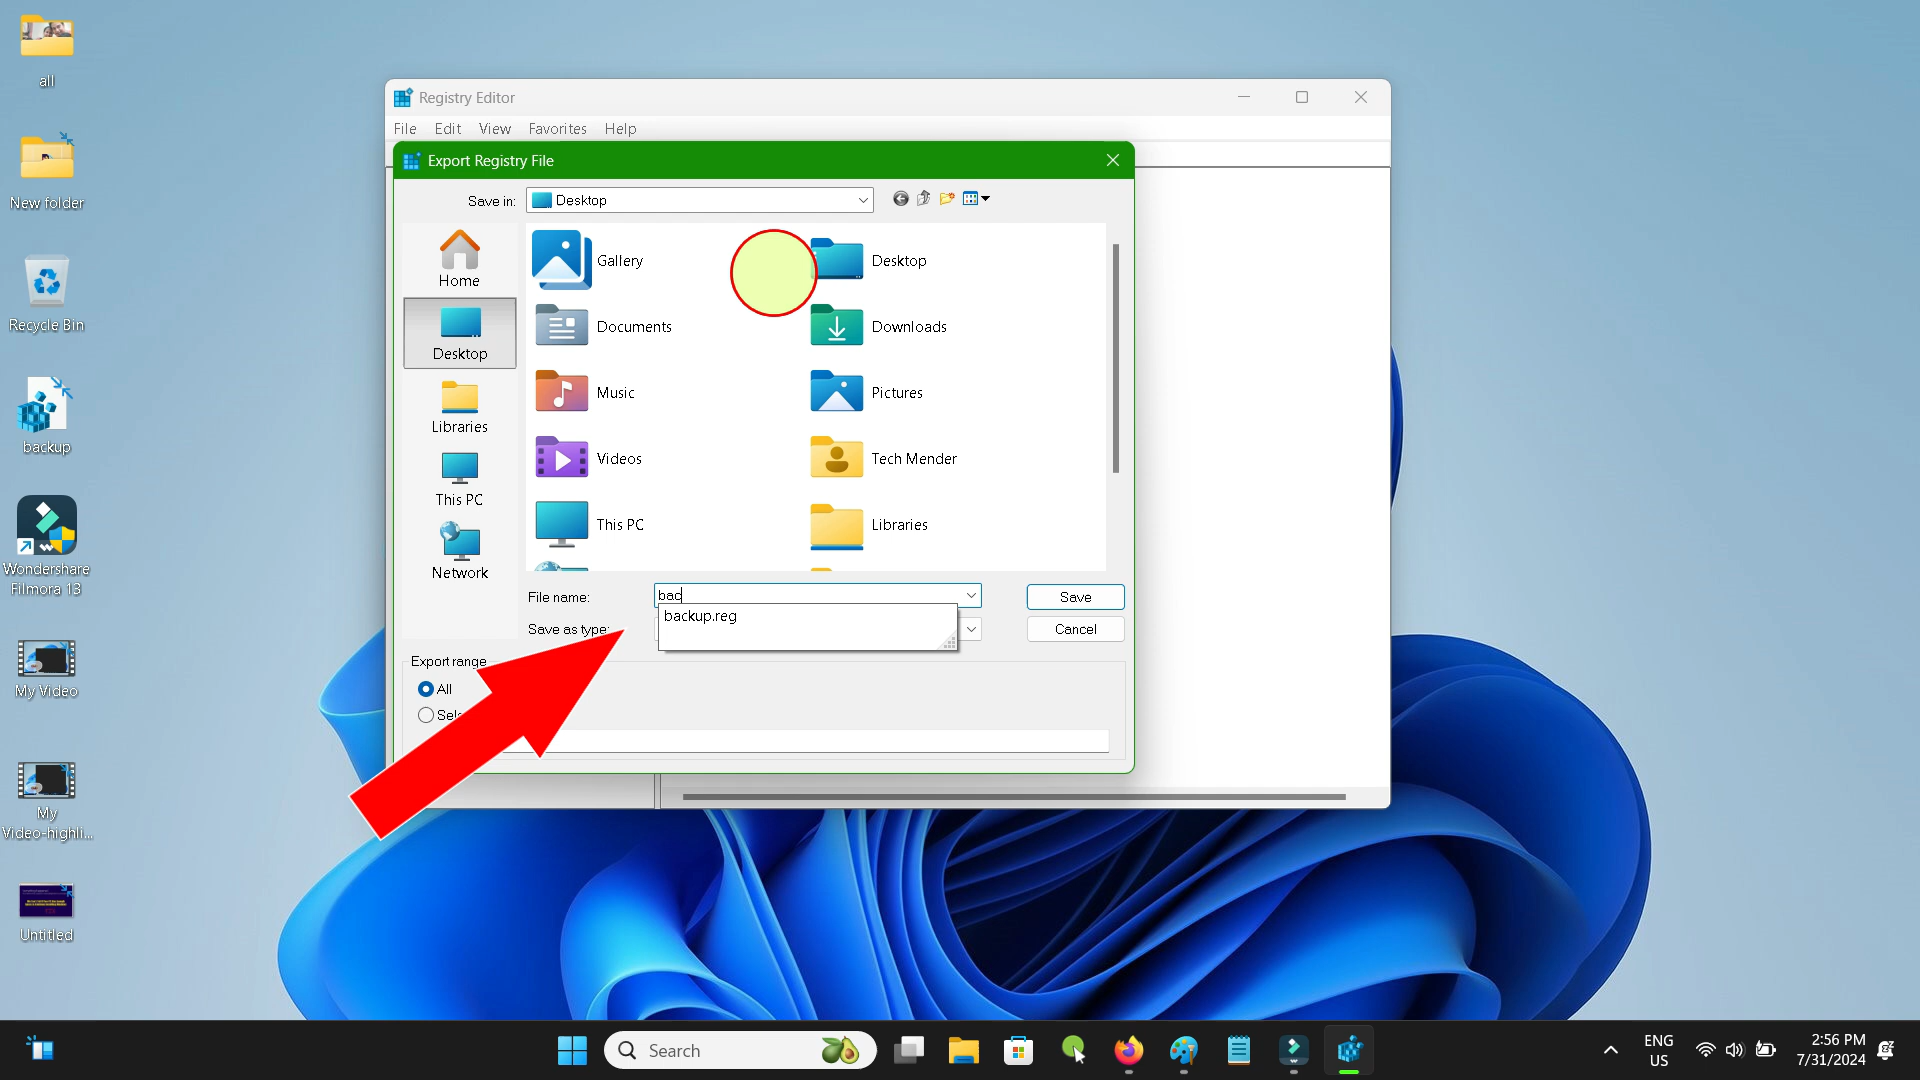 all
New folder
Recycle Bin
backup
Wondershare
Filmora 13
My Video
My
Video-highli...
Untitled
Registry Editor
File Edit View Favorites Help
Export Registry File
Save in: Desktop
Home
Desktop
Libraries
This PC
Network
Gallery
Desktop
Documents
Downloads
Music
Pictures
Videos
Tech Mender
This PC
Libraries
File name: bac
Save
backup.reg
Save as type:
Cancel
Export range
All
Search
ENG
US
2:56 PM
7/31/2024